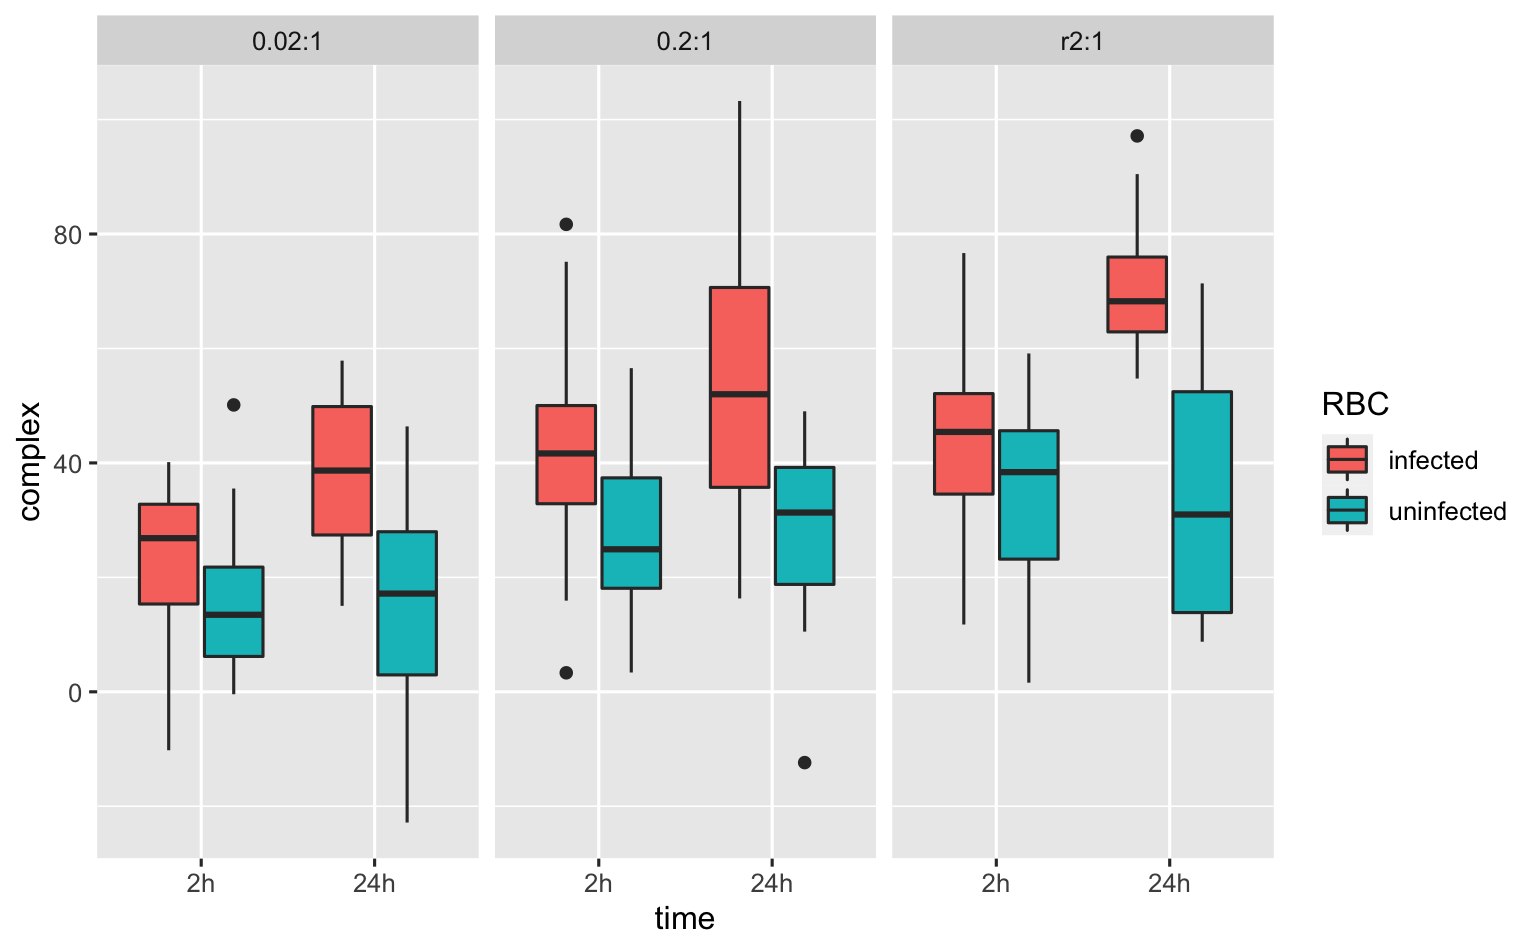 0.02:1 0.2:1 r2:1
80
40
0
complex
2h 24h 2h 24h 2h 24h
time
RBC
infected
uninfected